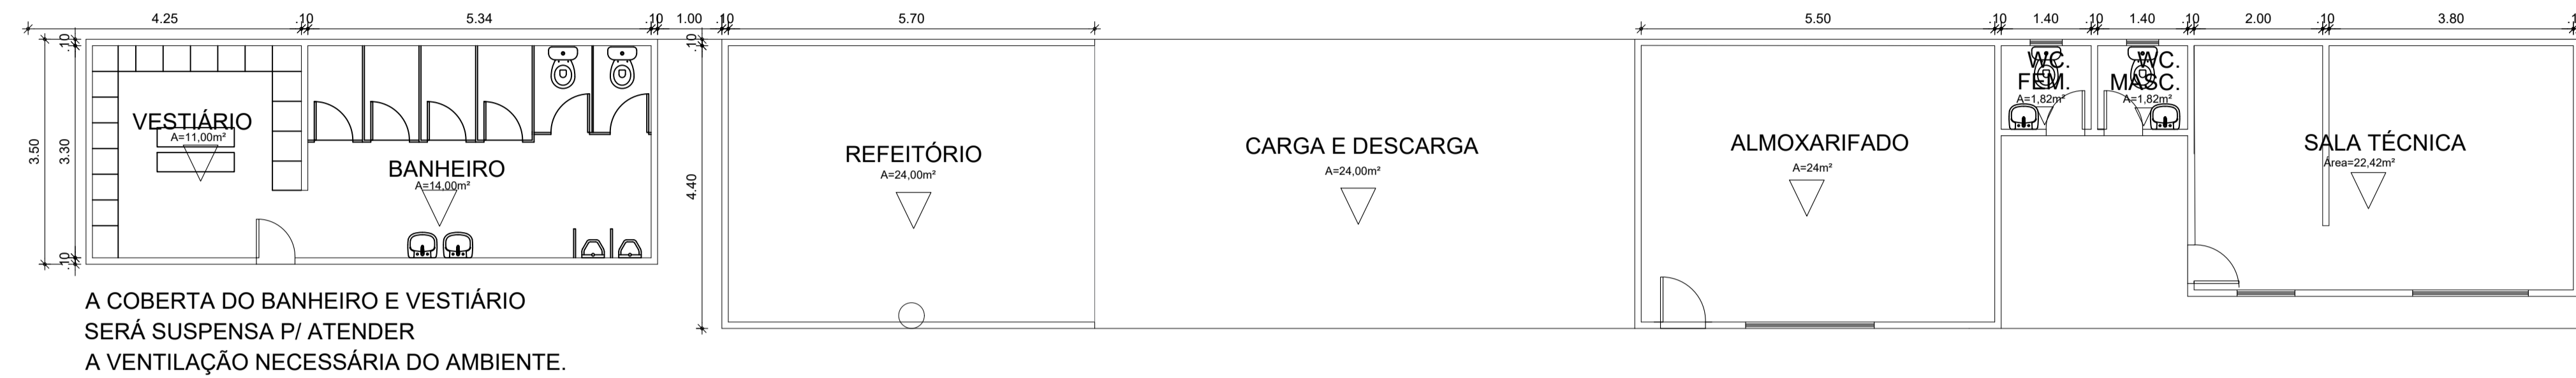 4.25 .10 5.34 .10 1.00 .10 5.70 5.50 .10 1.40 .10 1.40 .10 2.00 .10 3.80
.10
3.50
3.30
.10
VESTIÁRIO
A=11,00m²
BANHEIRO
A=14,00m²
.10
4.40
REFEITÓRIO
A=24,00m²
CARGA E DESCARGA
A=24,00m²
ALMOXARIFADO
A=24m²
WC.
FEM.
A=1,82m²
WC.
MASC.
A=1,82m²
SALA TÉCNICA
Área=22,42m²
A COBERTA DO BANHEIRO E VESTIÁRIO
SERÁ SUSPENSA P/ ATENDER
A VENTILAÇÃO NECESSÁRIA DO AMBIENTE.